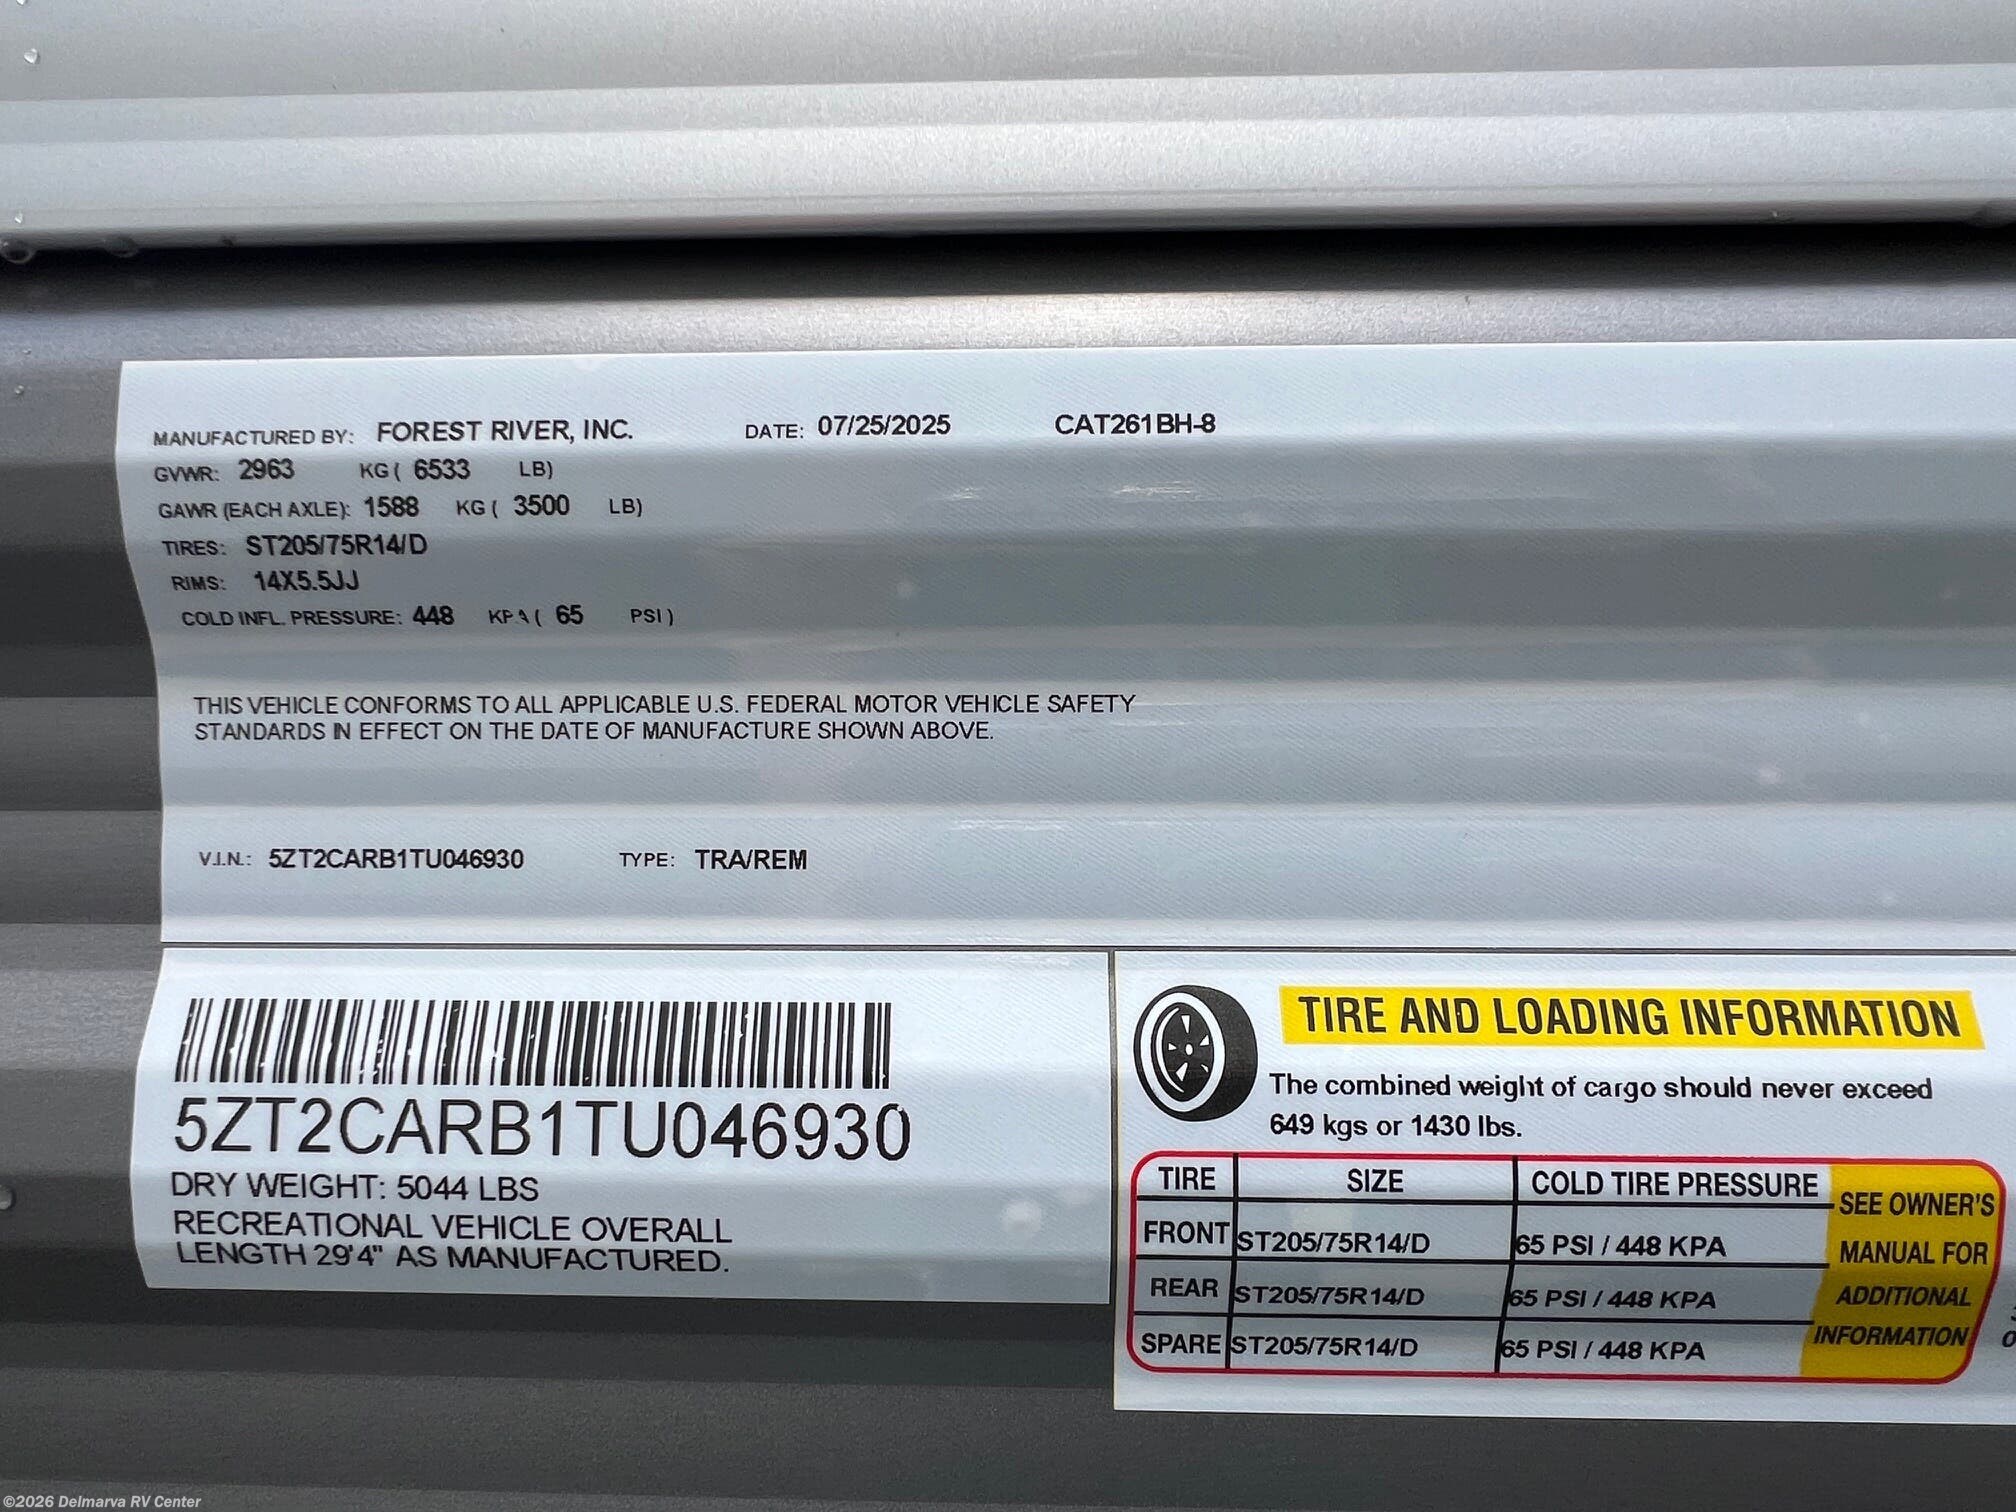 MANUFACTURED BY: FOREST RIVER, INC. DATE: 07/25/2025 CAT261BH-8
GVWR: 2963 KG ( 6533 LB)
GAWR (EACH AXLE): 1588 KG ( 3500 LB)
TIRES: ST205/75R14/D
RIMS: 14X5.5JJ
COLD INFL. PRESSURE: 448 KPA ( 65 PSI )
THIS VEHICLE CONFORMS TO ALL APPLICABLE U.S. FEDERAL MOTOR VEHICLE SAFETY
STANDARDS IN EFFECT ON THE DATE OF MANUFACTURE SHOWN ABOVE.
V.I.N.: 5ZT2CARB1TU046930 TYPE: TRA/REM
5ZT2CARB1TU046930
DRY WEIGHT: 5044 LBS
RECREATIONAL VEHICLE OVERALL
LENGTH 29'4" AS MANUFACTURED.
TIRE AND LOADING INFORMATION
The combined weight of cargo should never exceed
649 kgs or 1430 lbs.
TIRE SIZE COLD TIRE PRESSURE
FRONT ST205/75R14/D 65 PSI / 448 KPA
REAR ST205/75R14/D 65 PSI / 448 KPA
SPARE ST205/75R14/D 65 PSI / 448 KPA
SEE OWNER'S
MANUAL FOR
ADDITIONAL
INFORMATION
©2026 Delmarva RV Center